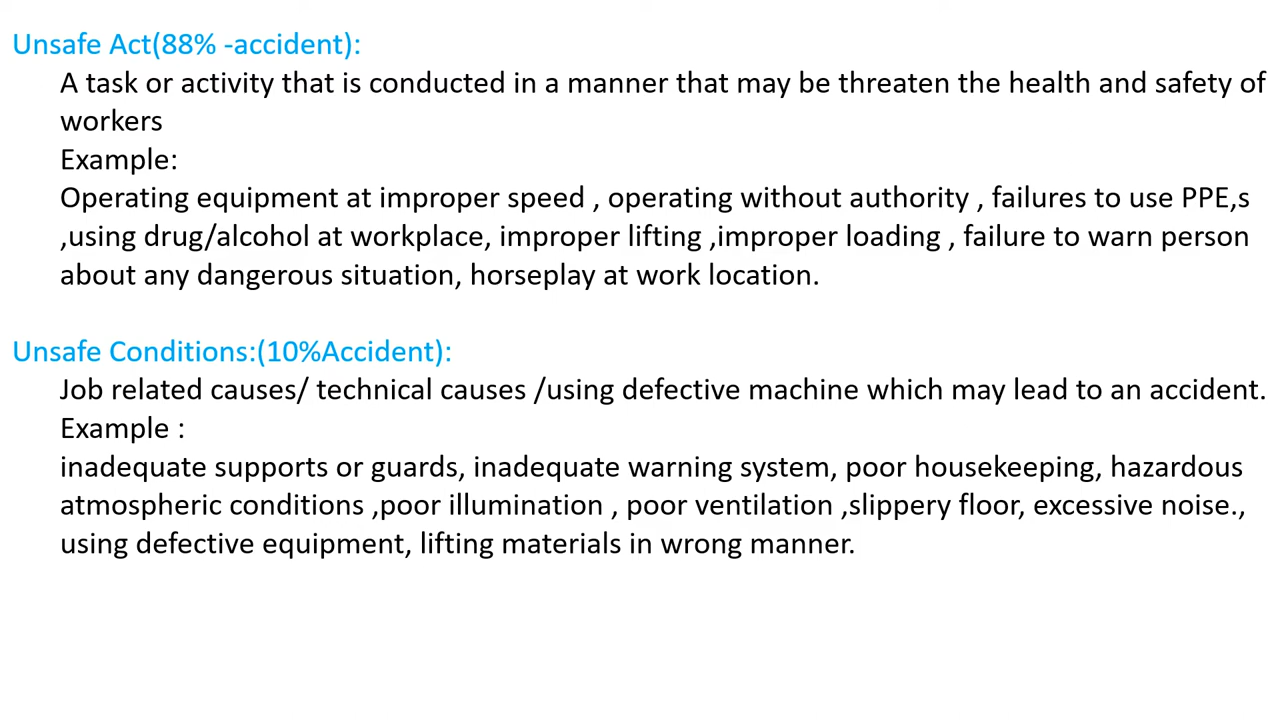 Unsafe Act(88% -accident):
A task or activity that is conducted in a manner that may be threaten the health and safety of
workers
Example:
Operating equipment at improper speed , operating without authority , failures to use PPE,s
,using drug/alcohol at workplace, improper lifting ,improper loading , failure to warn person
about any dangerous situation, horseplay at work location.
Unsafe Conditions:(10%Accident):
Job related causes/ technical causes /using defective machine which may lead to an accident.
Example :
inadequate supports or guards, inadequate warning system, poor housekeeping, hazardous
atmospheric conditions ,poor illumination , poor ventilation ,slippery floor, excessive noise.,
using defective equipment, lifting materials in wrong manner.